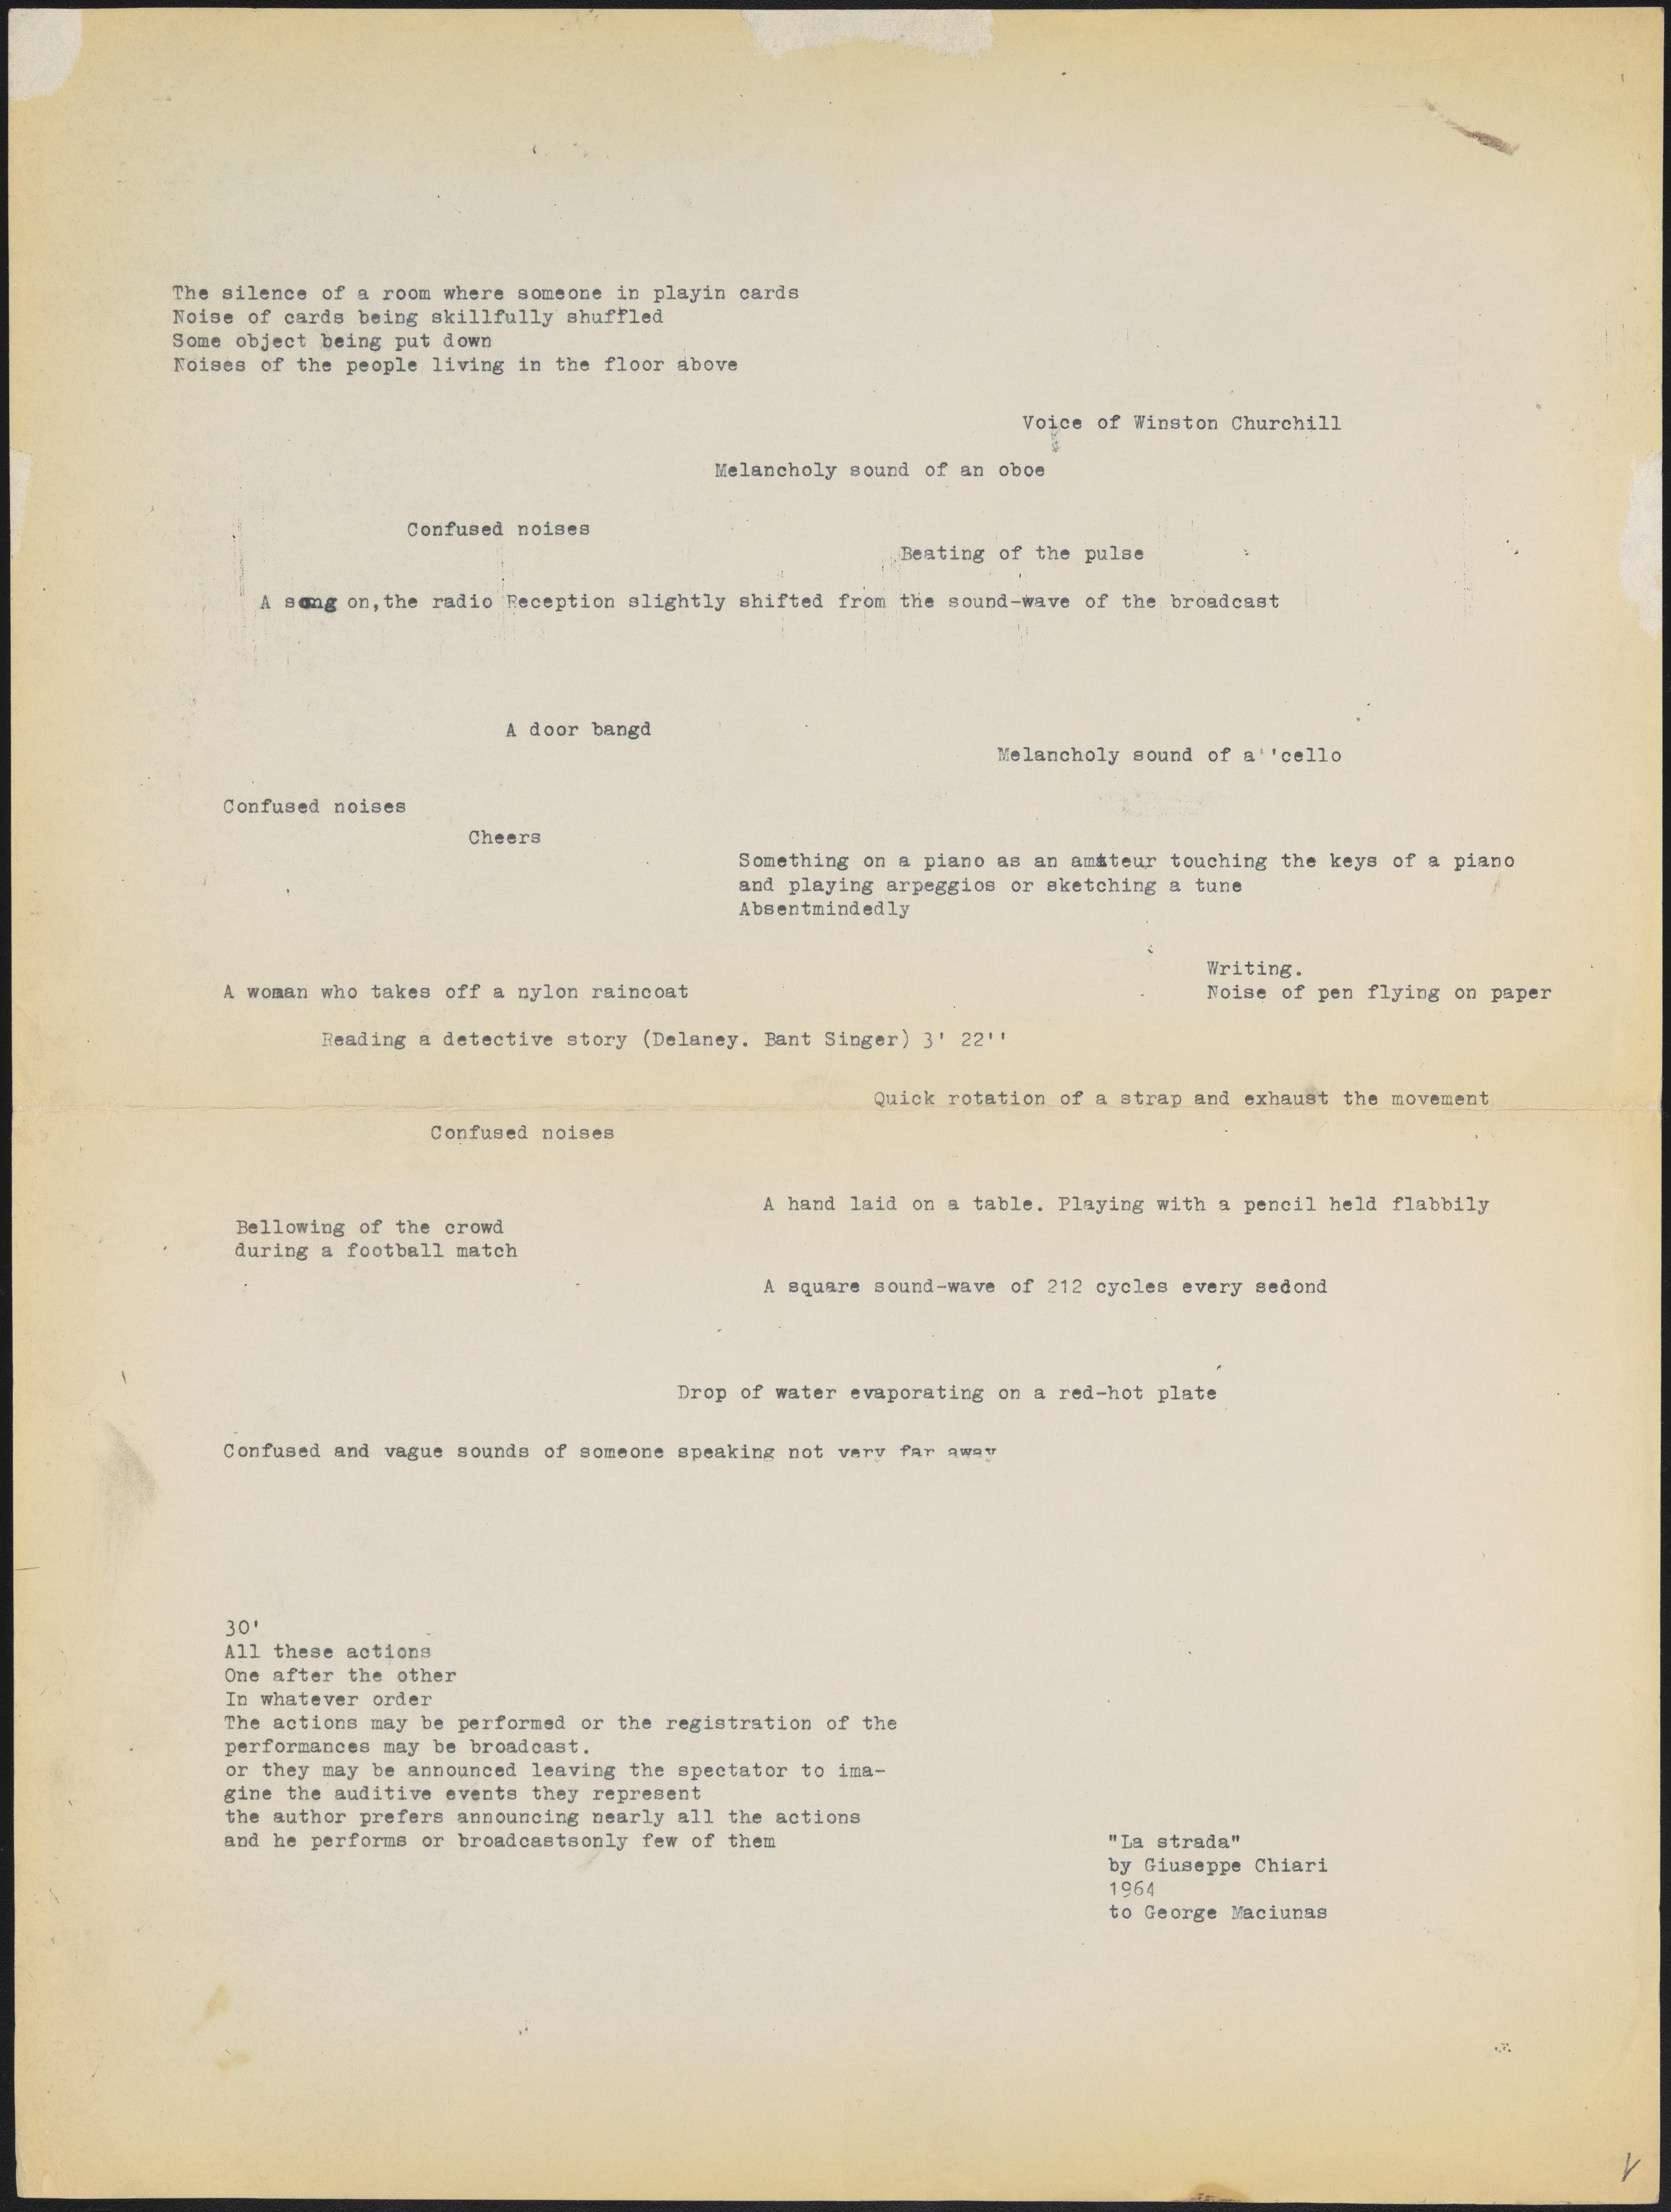 The silence of a room where someone in playin cards
Noise of cards being skillfully shuffled
Some object being put down
Noises of the people living in the floor above
Voice of Winston Churchill
Melancholy sound of an oboe
Confused noises
Beating of the pulse
A song on,the radio Reception slightly shifted from the sound-wave of the broadcast
A door bangd
Melancholy sound of a''cello
Confused noises
Cheers
Something on a piano as an amateur touching the keys of a piano
and playing arpeggios or sketching a tune
Absentmindedly
Writing.
A woman who takes off a nylon raincoat
Noise of pen flying on paper
Reading a detective story (Delaney. Bant Singer) 3' 22''
Quick rotation of a strap and exhaust the movement
Confused noises
A hand laid on a table. Playing with a pencil held flabbily
Bellowing of the crowd
during a football match
A square sound-wave of 212 cycles every second
Drop of water evaporating on a red-hot plate
Confused and vague sounds of someone speaking not very far away
30'
All these actions
One after the other
In whatever order
The actions may be performed or the registration of the
performances may be broadcast.
or they may be announced leaving the spectator to ima-
gine the auditive events they represent
the author prefers announcing nearly all the actions
and he performs or broadcastsonly few of them
"La strada"
by Giuseppe Chiari
1964
to George Maciunas